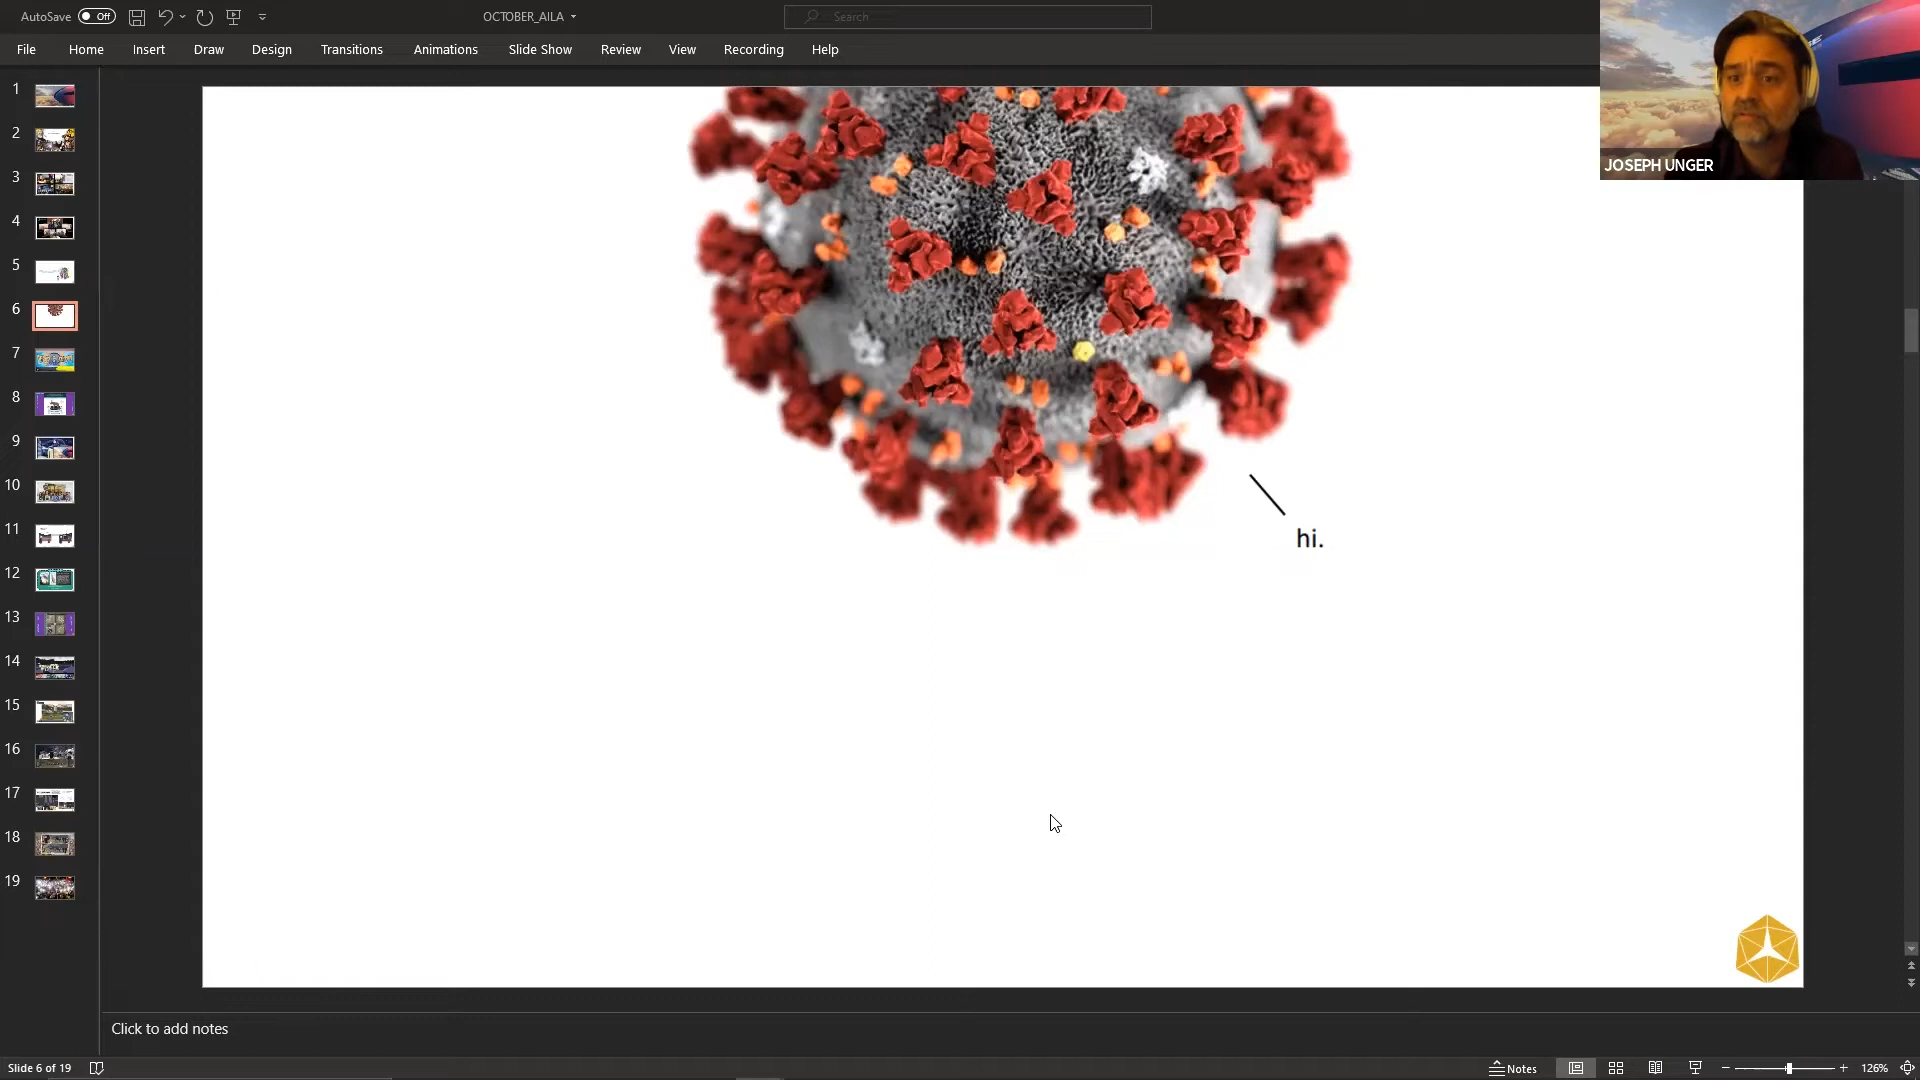 AutoSave Off
OCTOBER_AILA
Search
File Home Insert Draw Design Transitions Animations Slide Show Review View Recording Help
JOSEPH UNGER
1
2
3
4
5
6
7
8
9
10
11
12
13
14
15
16
17
18
19
hi.
Click to add notes
Slide 6 of 19
Notes
126%